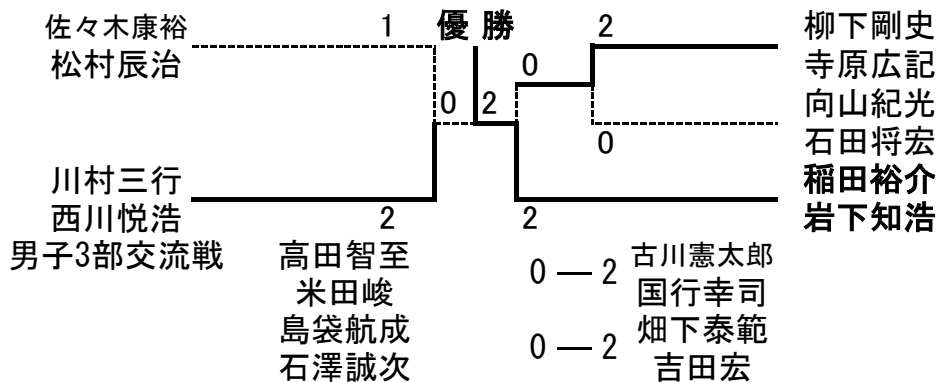 佐々木康裕 1 優勝 2 柳下剛史
松村辰治 0 寺原広記
0 2 向山紀光
0 石田将宏
川村三行 稲田裕介
西川悦浩 2 2 岩下知浩
男子3部交流戦 高田智至 0 — 2 古川憲太郎
米田峻 国行幸司
島袋航成 0 — 2 畑下泰範
石澤誠次 吉田宏